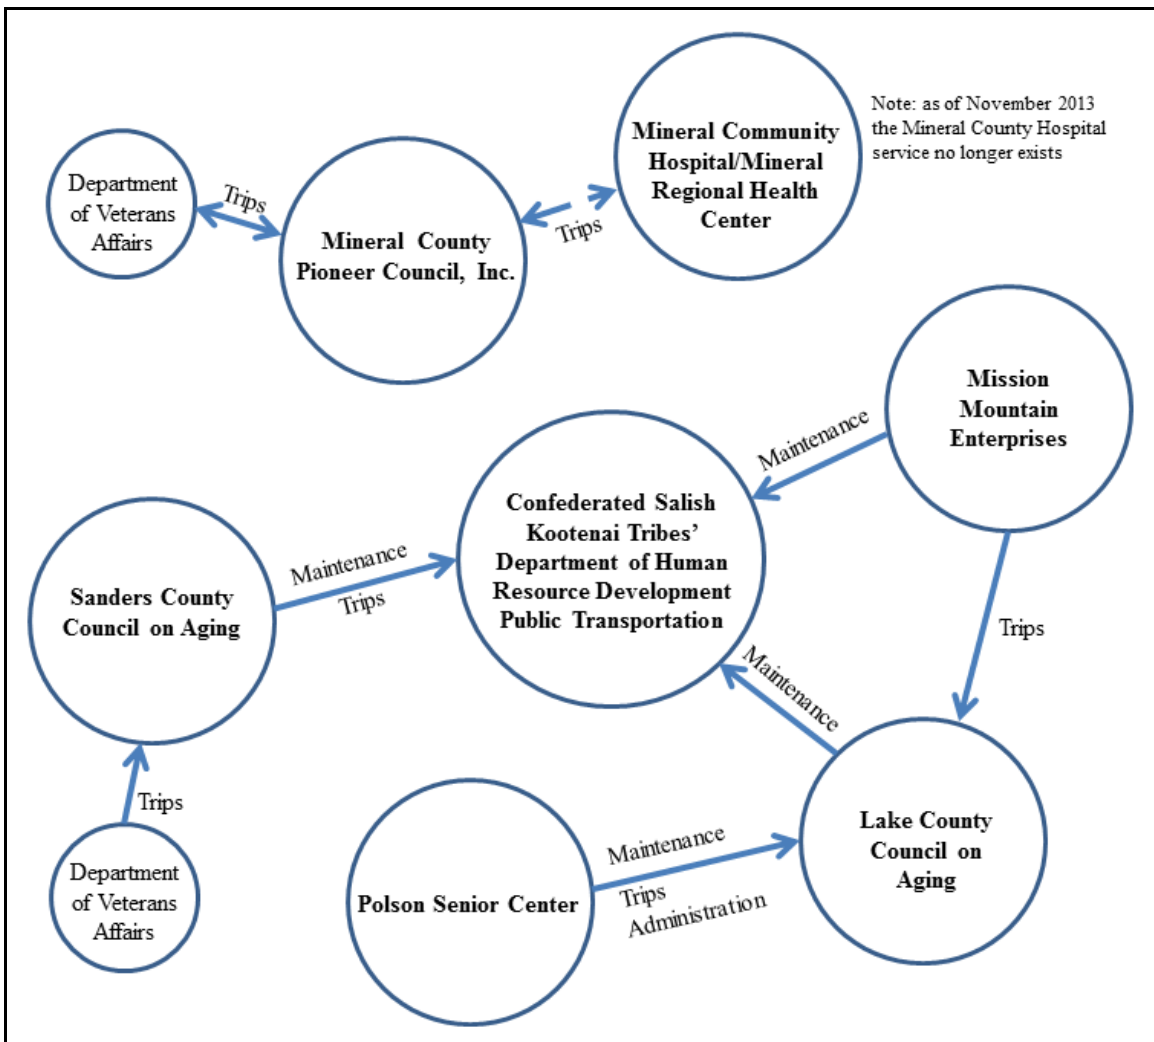 Note: as of November 2013
the Mineral County Hospital
service no longer exists
Mineral Community
Hospital/Mineral
Regional Health
Center
Department
of Veterans
Affairs
Trips
Trips
Mineral County
Pioneer Council, Inc.
Mission
Mountain
Enterprises
Maintenance
Confederated Salish
Kootenai Tribes’
Department of Human
Resource Development
Public Transportation
Maintenance
Trips
Sanders County
Council on Aging
Trips
Maintenance
Trips
Department
of Veterans
Affairs
Polson Senior Center
Maintenance
Trips
Administration
Lake County
Council on
Aging